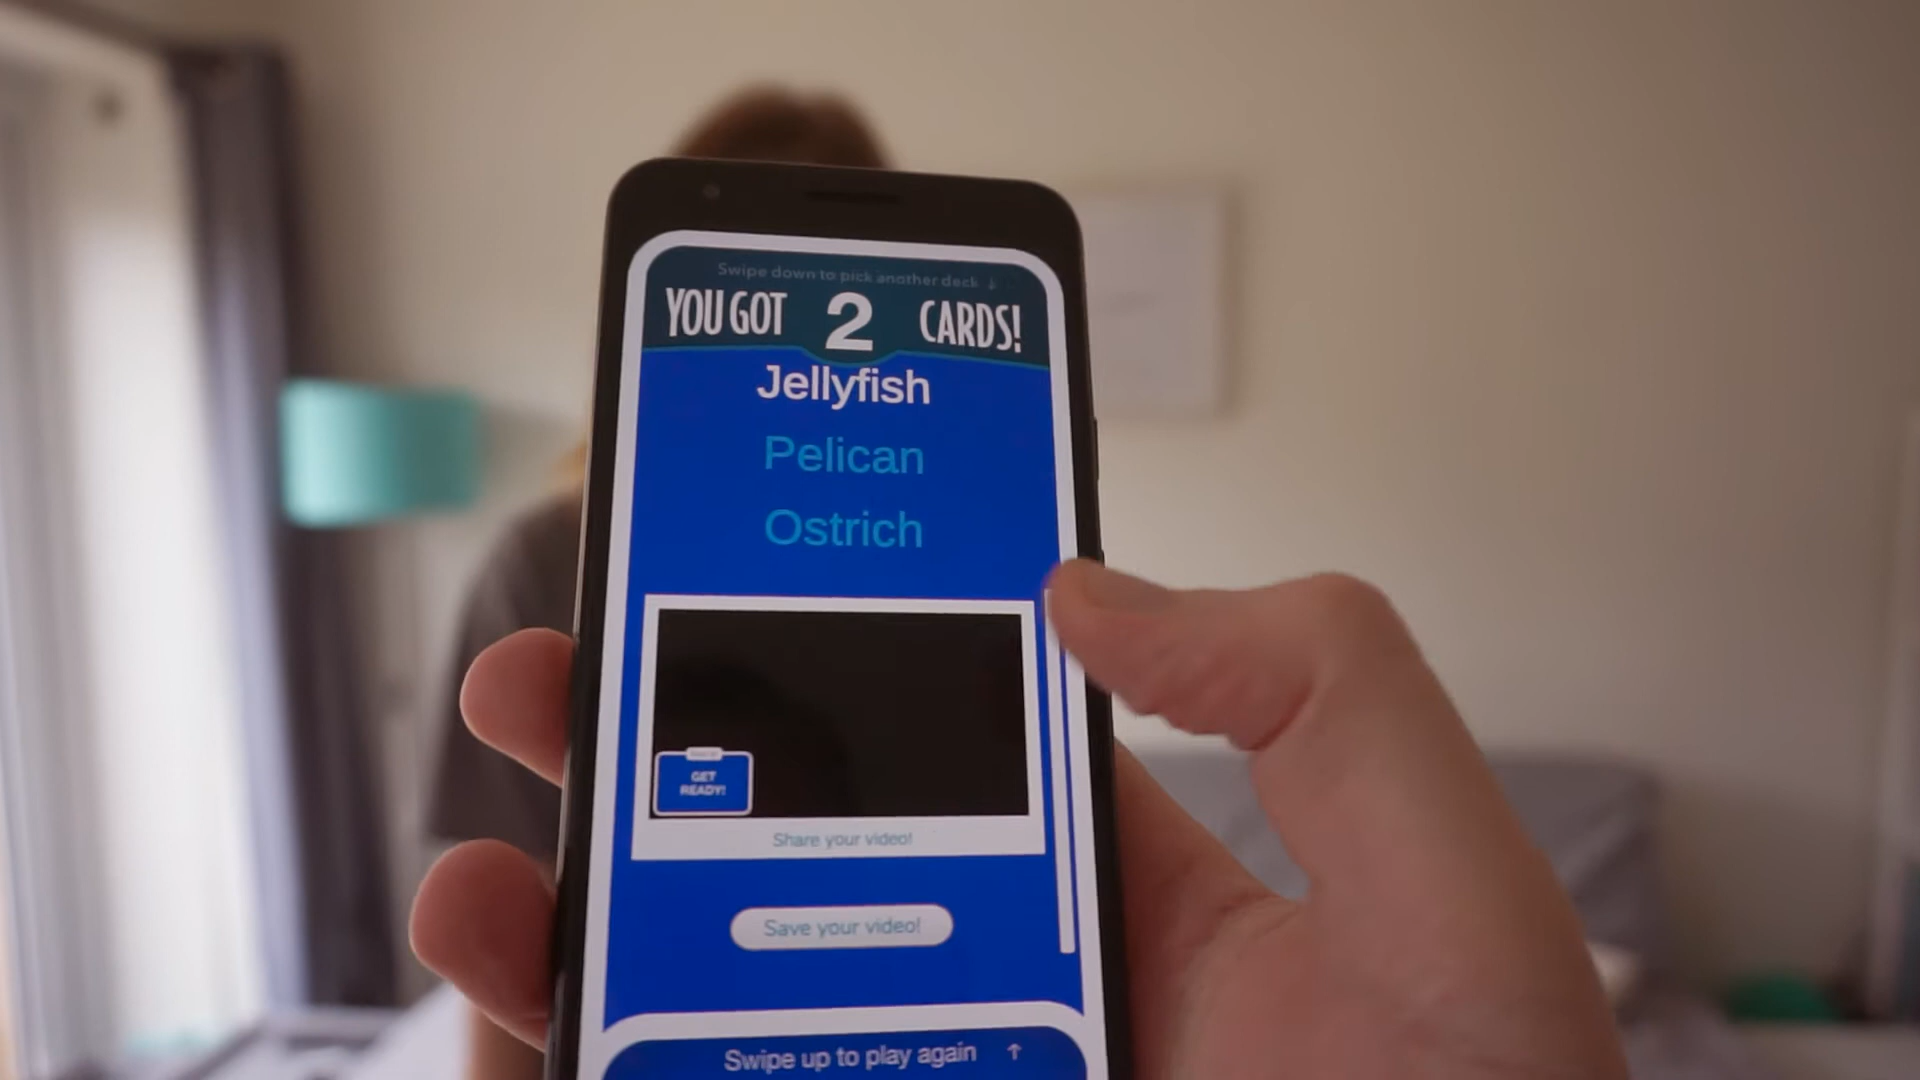 Swipe down to pick another deck ↓
YOU GOT 2 CARDS!
Jellyfish
Pelican
Ostrich
GET
READY!
Share your video!
Save your video!
Swipe up to play again ↑